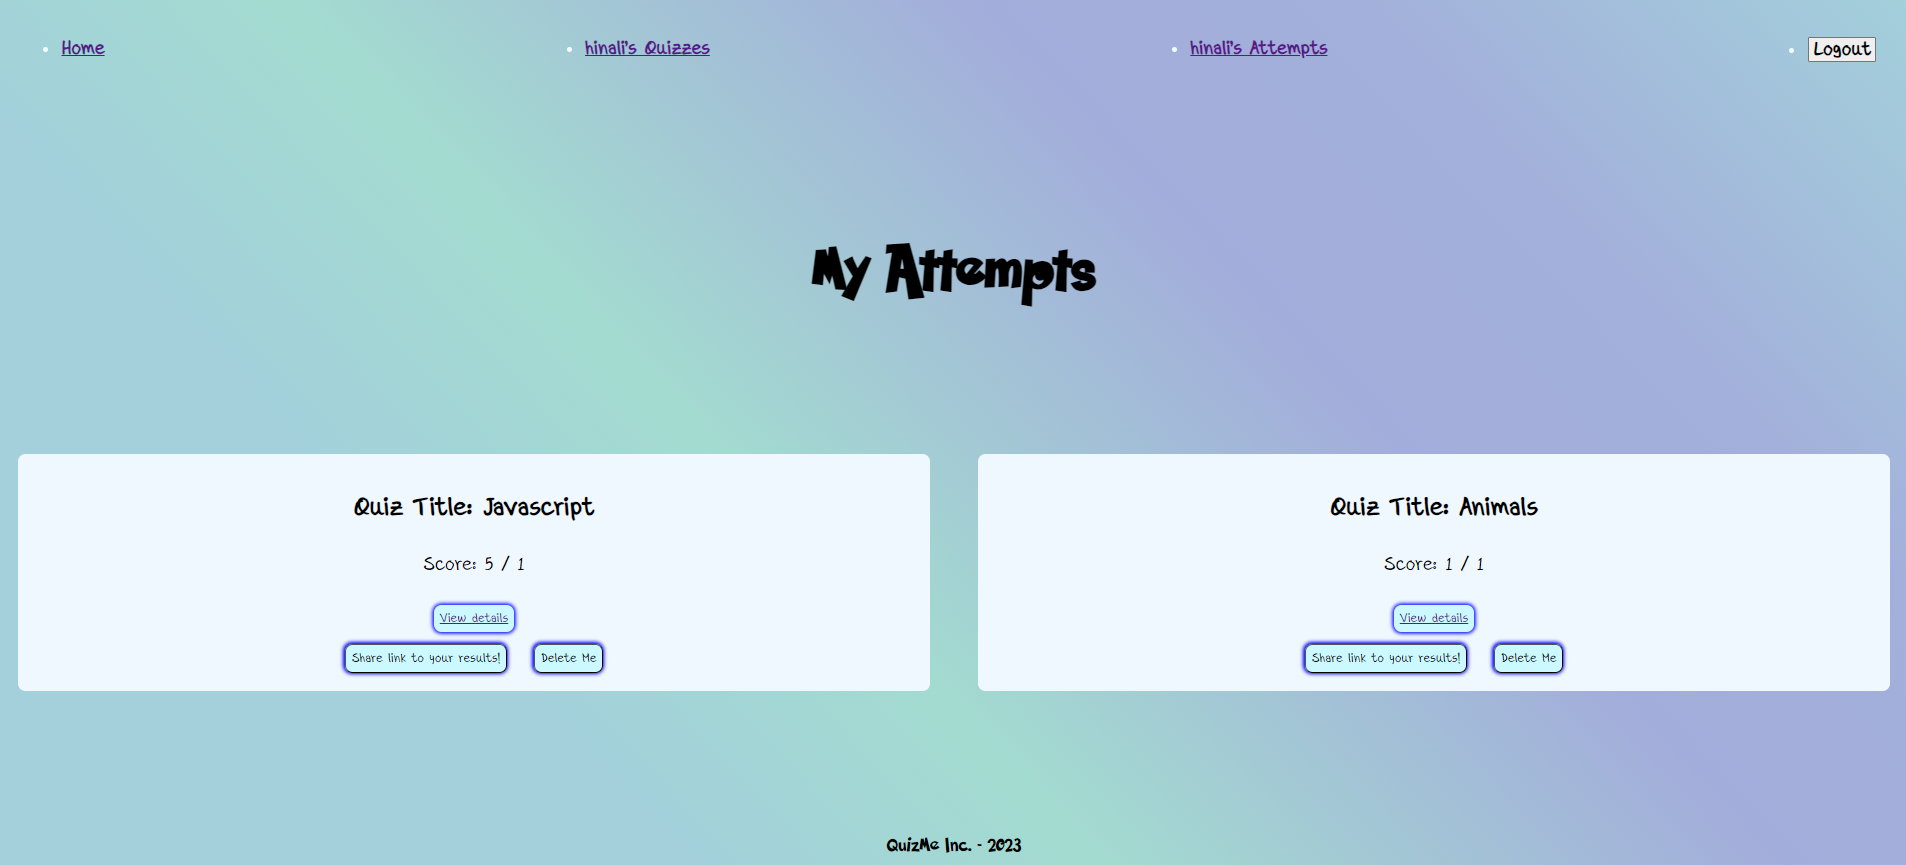 Home
hinali's Quizzes
hinali's Attempts
Logout
My Attempts
Quiz Title: Javascript
Score: 5 / 1
View details
Share link to your results!
Delete Me
Quiz Title: Animals
Score: 1 / 1
View details
Share link to your results!
Delete Me
QuizMe Inc. - 2023